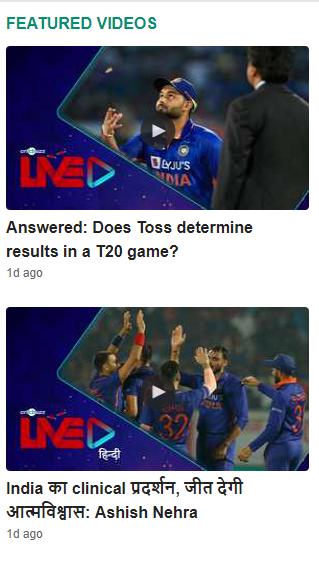 FEATURED VIDEOS
cricbuzz
LIVE
BYJU'S
INDIA
Answered: Does Toss determine
results in a T20 game?
1d ago
cricbuzz
LIVE
हिन्दी
32
INDIA
India का clinical प्रदर्शन, जीत देगी
आत्मविश्वास: Ashish Nehra
1d ago